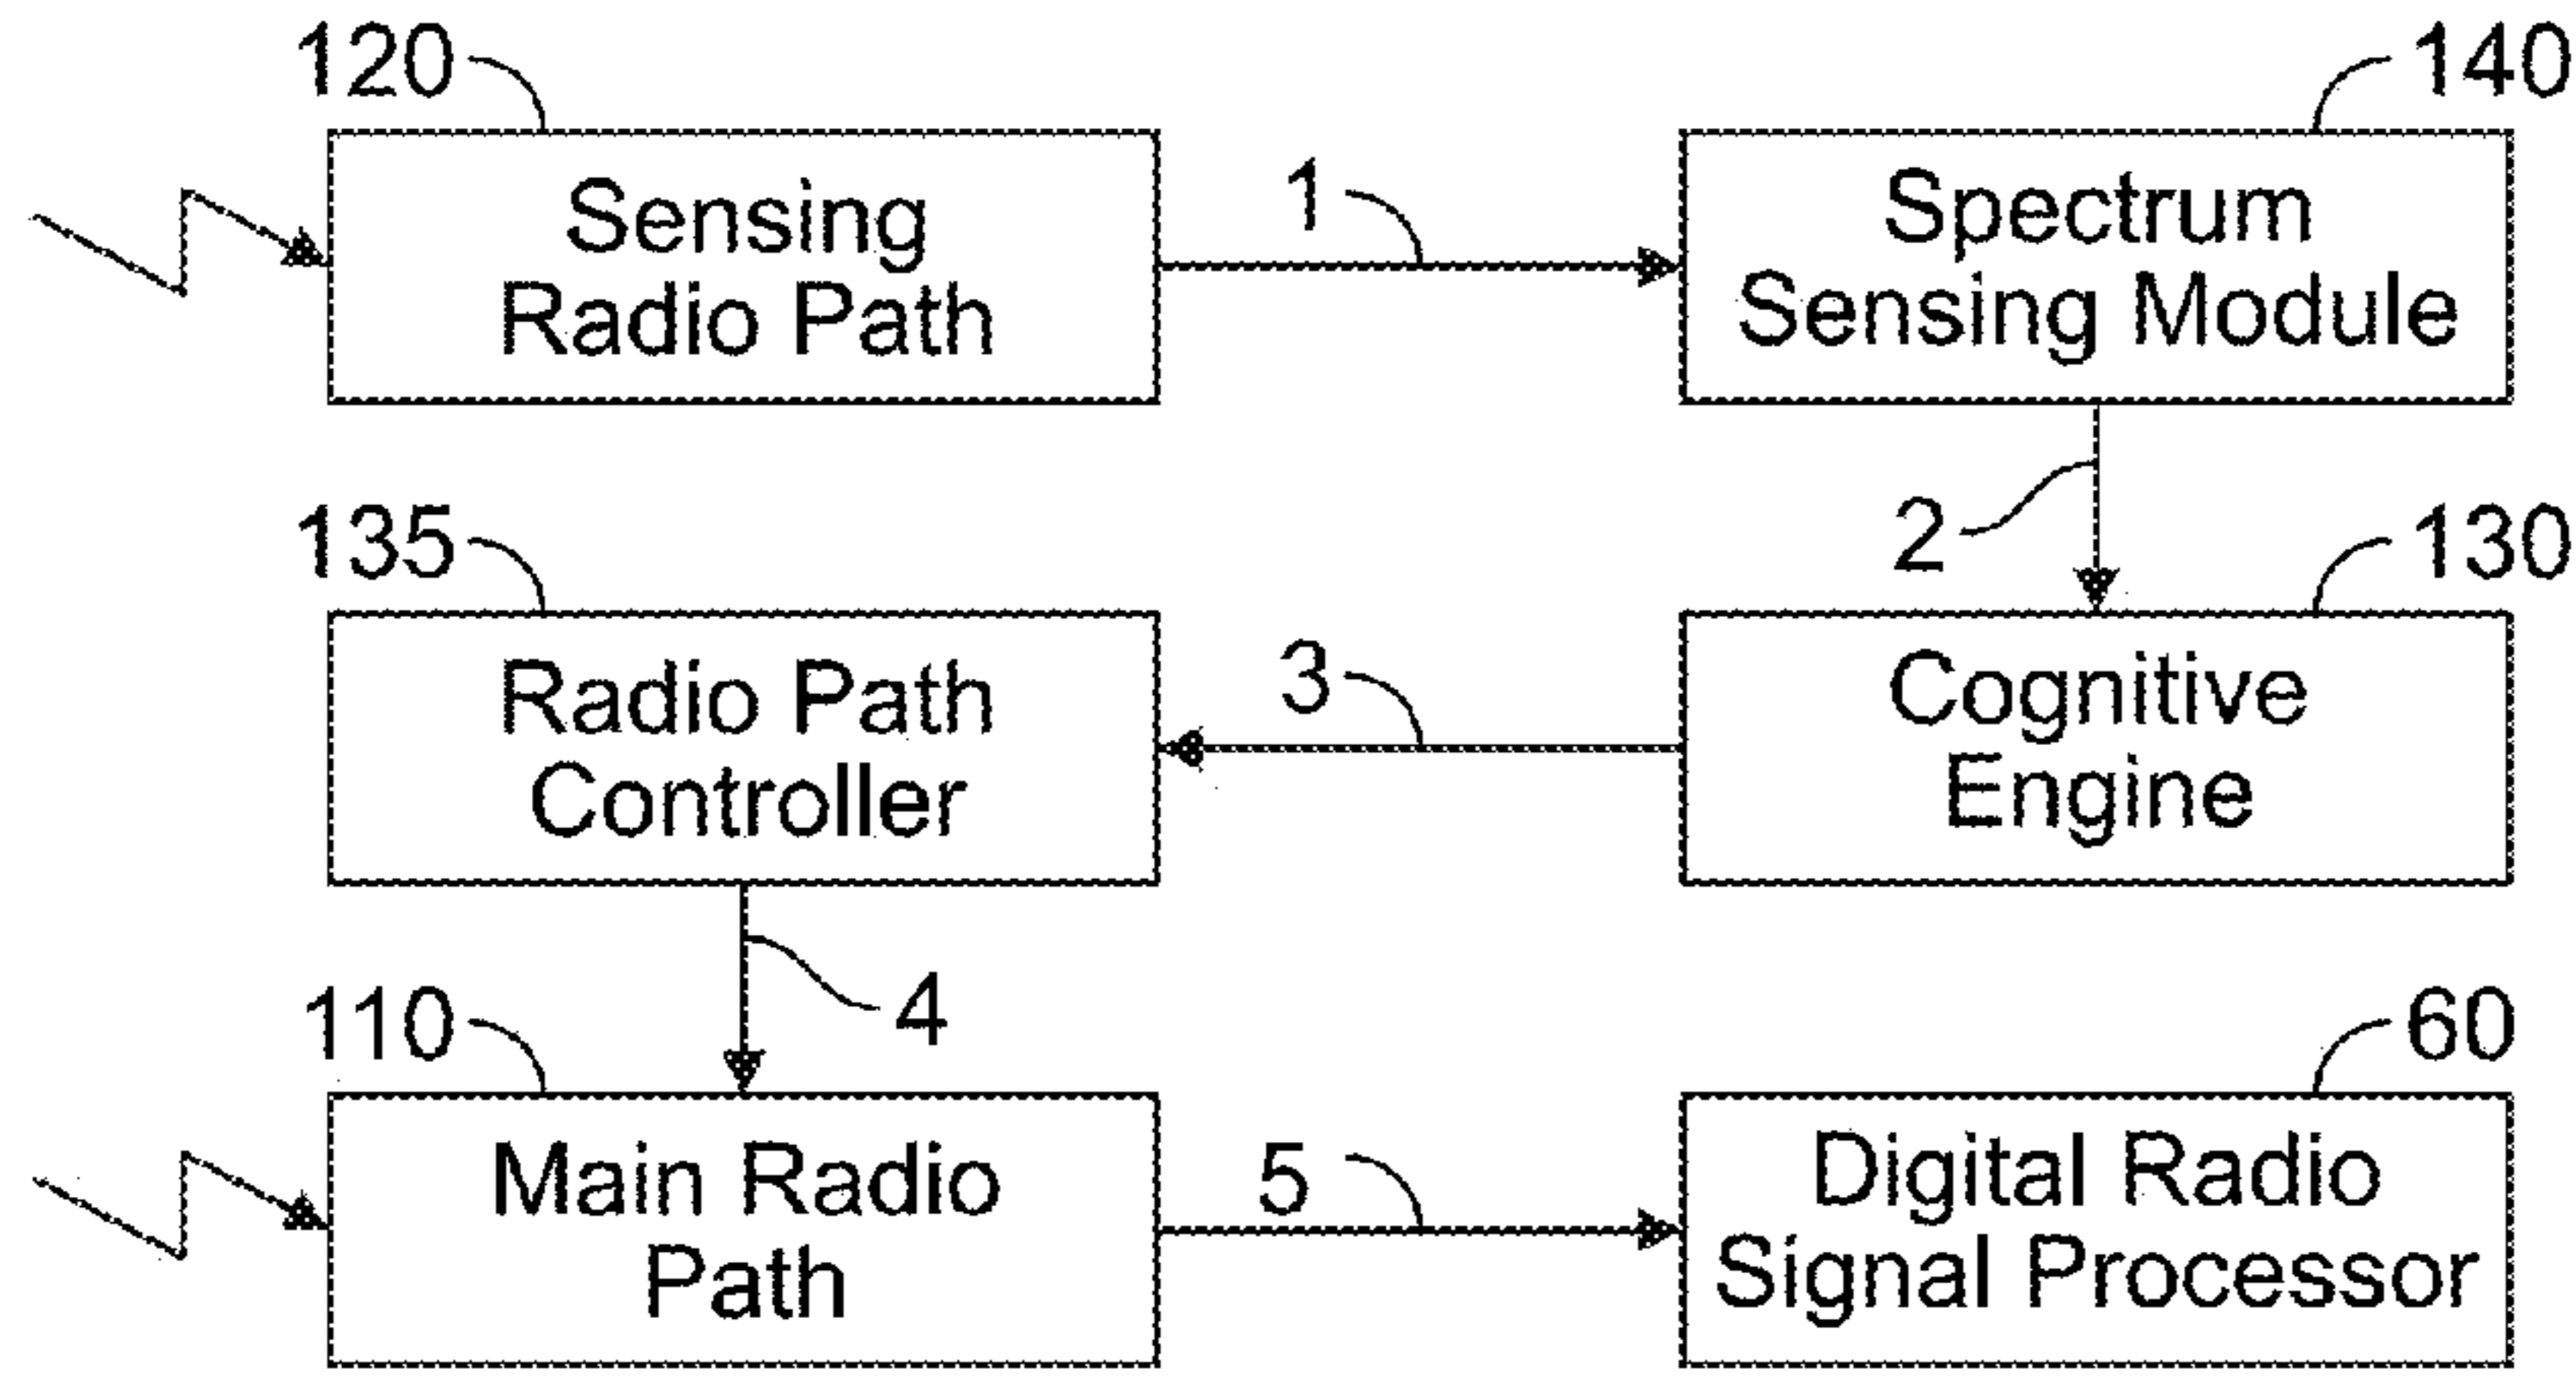 120
140
Sensing
Radio Path
1
Spectrum
Sensing Module
2
135
130
Radio Path
Controller
3
Cognitive
Engine
4
110
60
Main Radio
Path
5
Digital Radio
Signal Processor